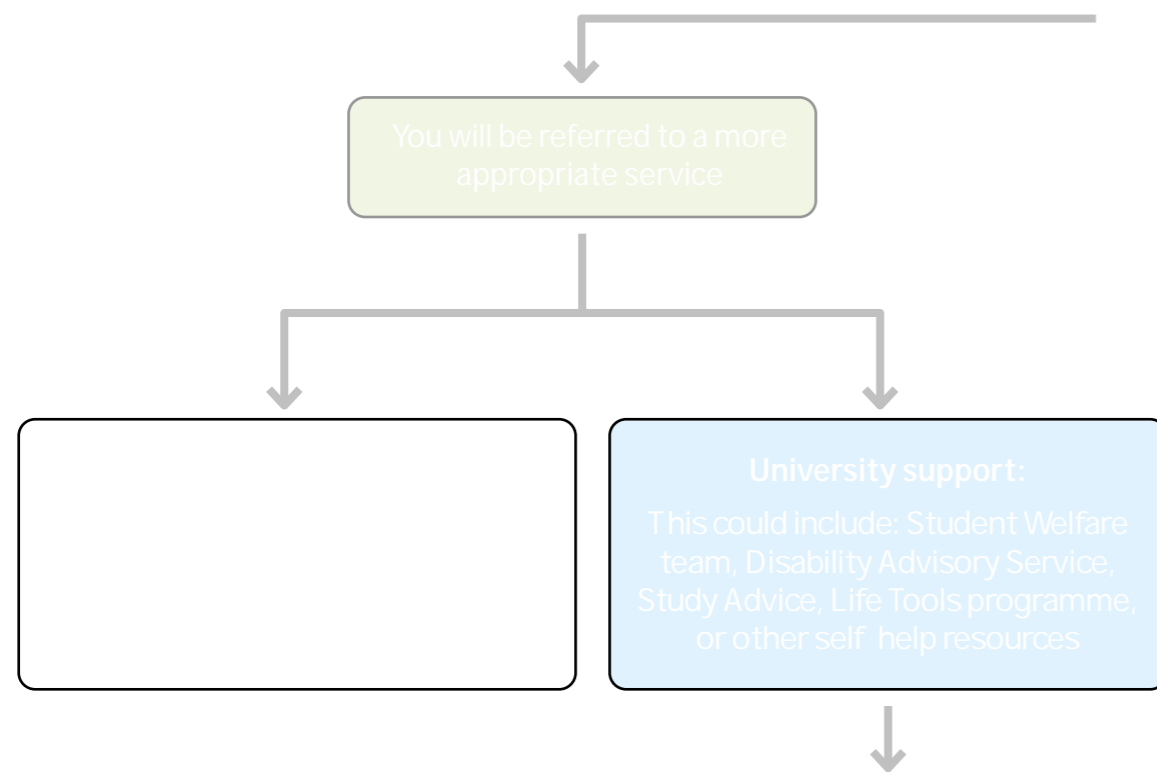 You will be referred to a more
appropriate service
University support:
This could include: Student Welfare
team, Disability Advisory Service,
Study Advice, Life Tools programme,
or other self help resources